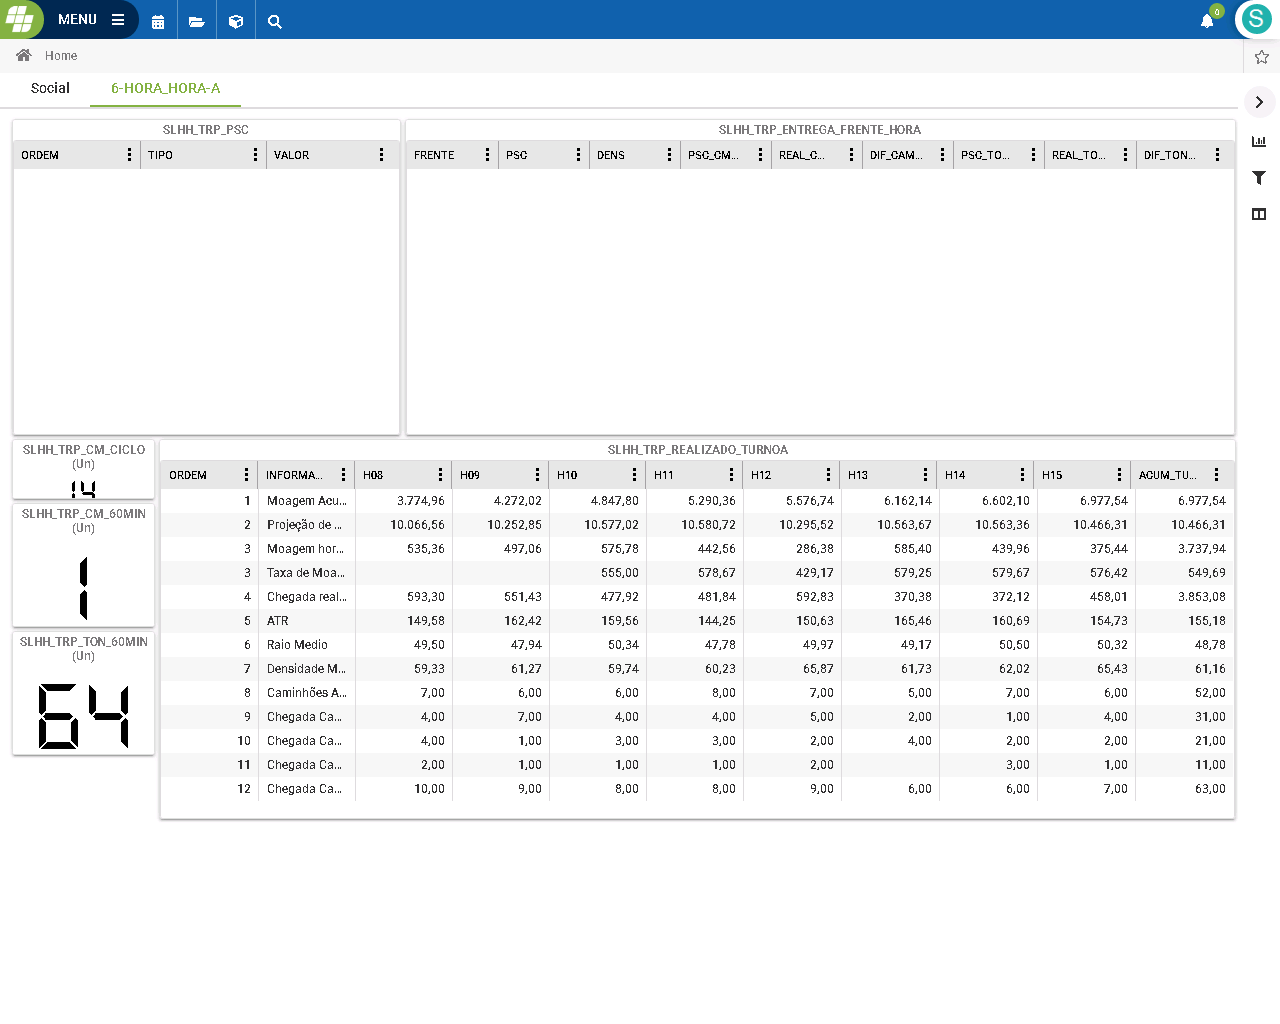 MENU
0
S
Home
Social 6-HORA_HORA-A
SLHH_TRP_PSC
ORDEM TIPO VALOR
SLHH_TRP_ENTREGA_FRENTE_HORA
FRENTE PSC DENS PSC_CM... REAL_C... DIF_CAM... PSC_TO... REAL_TO... DIF_TON...
SLHH_TRP_CM_CICLO
(Un)
14
SLHH_TRP_CM_60MIN
(Un)
1
SLHH_TRP_TON_60MIN
(Un)
64
SLHH_TRP_REALIZADO_TURNOA
ORDEM INFORMA... H08 H09 H10 H11 H12 H13 H14 H15 ACUM_TU...
1 Moagem Acu... 3.774,96 4.272,02 4.847,80 5.290,36 5.576,74 6.162,14 6.602,10 6.977,54 6.977,54
2 Projeção de ... 10.066,56 10.252,85 10.577,02 10.580,72 10.295,52 10.563,67 10.563,36 10.466,31 10.466,31
3 Moagem hor... 535,36 497,06 575,78 442,56 286,38 585,40 439,96 375,44 3.737,94
3 Taxa de Moa... 555,00 578,67 429,17 579,25 579,67 576,42 549,69
4 Chegada real... 593,30 551,43 477,92 481,84 592,83 370,38 372,12 458,01 3.853,08
5 ATR 149,58 162,42 159,56 144,25 150,63 165,46 160,69 154,73 155,18
6 Raio Medio 49,50 47,94 50,34 47,78 49,97 49,17 50,50 50,32 48,78
7 Densidade M... 59,33 61,27 59,74 60,23 65,87 61,73 62,02 65,43 61,16
8 Caminhões A... 7,00 6,00 6,00 8,00 7,00 5,00 7,00 6,00 52,00
9 Chegada Ca... 4,00 7,00 4,00 4,00 5,00 2,00 1,00 4,00 31,00
10 Chegada Ca... 4,00 1,00 3,00 3,00 2,00 4,00 2,00 2,00 21,00
11 Chegada Ca... 2,00 1,00 1,00 1,00 2,00 3,00 1,00 11,00
12 Chegada Ca... 10,00 9,00 8,00 8,00 9,00 6,00 6,00 7,00 63,00